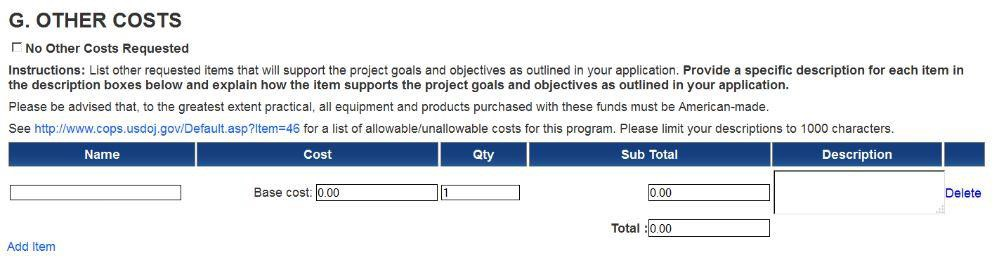 G. OTHER COSTS
No Other Costs Requested
Instructions: List other requested items that will support the project goals and objectives as outlined in your application. Provide a specific description for each item in
the description boxes below and explain how the item supports the project goals and objectives as outlined in your application.
Please be advised that, to the greatest extent practical, all equipment and products purchased with these funds must be American-made.
See http://www.cops.usdoj.gov/Default.asp?Item=46 for a list of allowable/unallowable costs for this program. Please limit your descriptions to 1000 characters.
Name Cost Qty Sub Total Description
Base cost: 0.00 1 0.00 Delete
Total : 0.00
Add Item